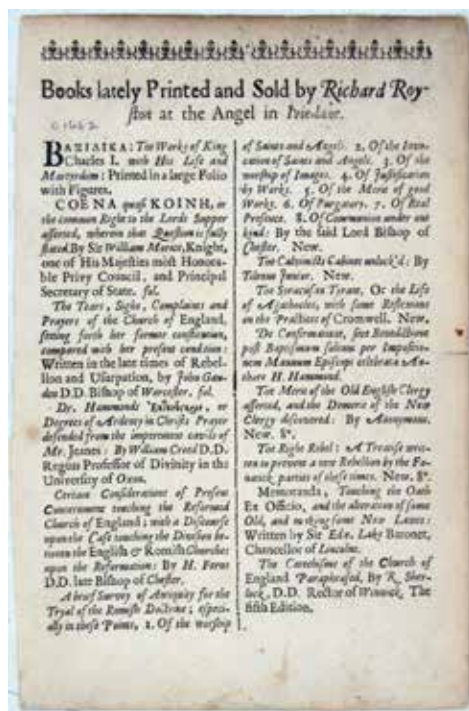 Books lately Printed and Sold by Richard Roy-
ston at the Angel in Ivie-lane.
c 1662
ΒΑΣΙΛΙΚΑ: The Works of King
Charles I. with His Life and
Martyrdom: Printed in a large Folio
with Figures.
COENA quasi ΚΟΙΝΗ, or
the common Right to the Lords Supper
asserted, wherein that Question is fully
stated. By Sir William Morice, Knight,
one of His Majesties most Honora-
ble Privy Council, and Principal
Secretary of State. fol.
The Tears, Sighs, Complaints and
Prayers of the Church of England,
setting forth her former constitution,
compared with her present condition:
Written in the late times of Rebel-
lion and Usurpation, by John Gau-
den D.D. Bishop of Worcester. fol.
Dr. Hammonds or
Degrees of Ardency in Christs Prayer
defended from the impertinent cavils of
Mr. Jeanes: By William Creed D.D.
Regius Professor of Divinity in the
University of Oxon.
Certain Considerations of Present
Concernment touching the Reformed
Church of England; with a Discourse
upon the Case touching the Division be-
tween the English & Romish Churches
upon the Reformation: By H. Ferne
D.D. late Bishop of Chester.
A brief Survey of Antiquity for the
Tryal of the Romish Doctrine; especi-
ally in these Points, 1. Of the worship
of Saints and Angels. 2. Of the Invo-
cation of Saints and Angels. 3. Of the
worship of Images. 4. Of Justification
by Works. 5. Of the Merit of good
Works. 6. Of Purgatory. 7. Of Real
Presence. 8. Of Communion under one
kind: By the said Lord Bishop of
Chester. New.
The Calvinists Cabinet unlock'd: By
Tilenus Junior. New.
The Syracusan Tyrant, Or the Life
of Agathocles, with some Reflexions
on the Practices of Cromwell. New.
De Confirmatione, sive Benedictione
post Baptismum solenni per Impositio-
nem Manuum Episcopi celebrata Au-
thore H. Hammond.
The Merit of the Old English Clergy
asserted, and the Demerit of the New
Clergy discovered: By Anonymous.
New. 8°.
The Right Rebel: A Treatise writ-
ten to prevent a new Rebellion by the Fa-
natick parties of these times. New. 8°.
Memoranda, Touching the Oath
Ex Officio, and the alteration of some
Old, and making some New Lawes:
Written by Sir Edw. Lake Baronet,
Chancellor of Lincolne.
The Catechisme of the Church of
England Paraphrased, By R. Sher-
lock, D.D. Rector of Winwick. The
fifth Edition.